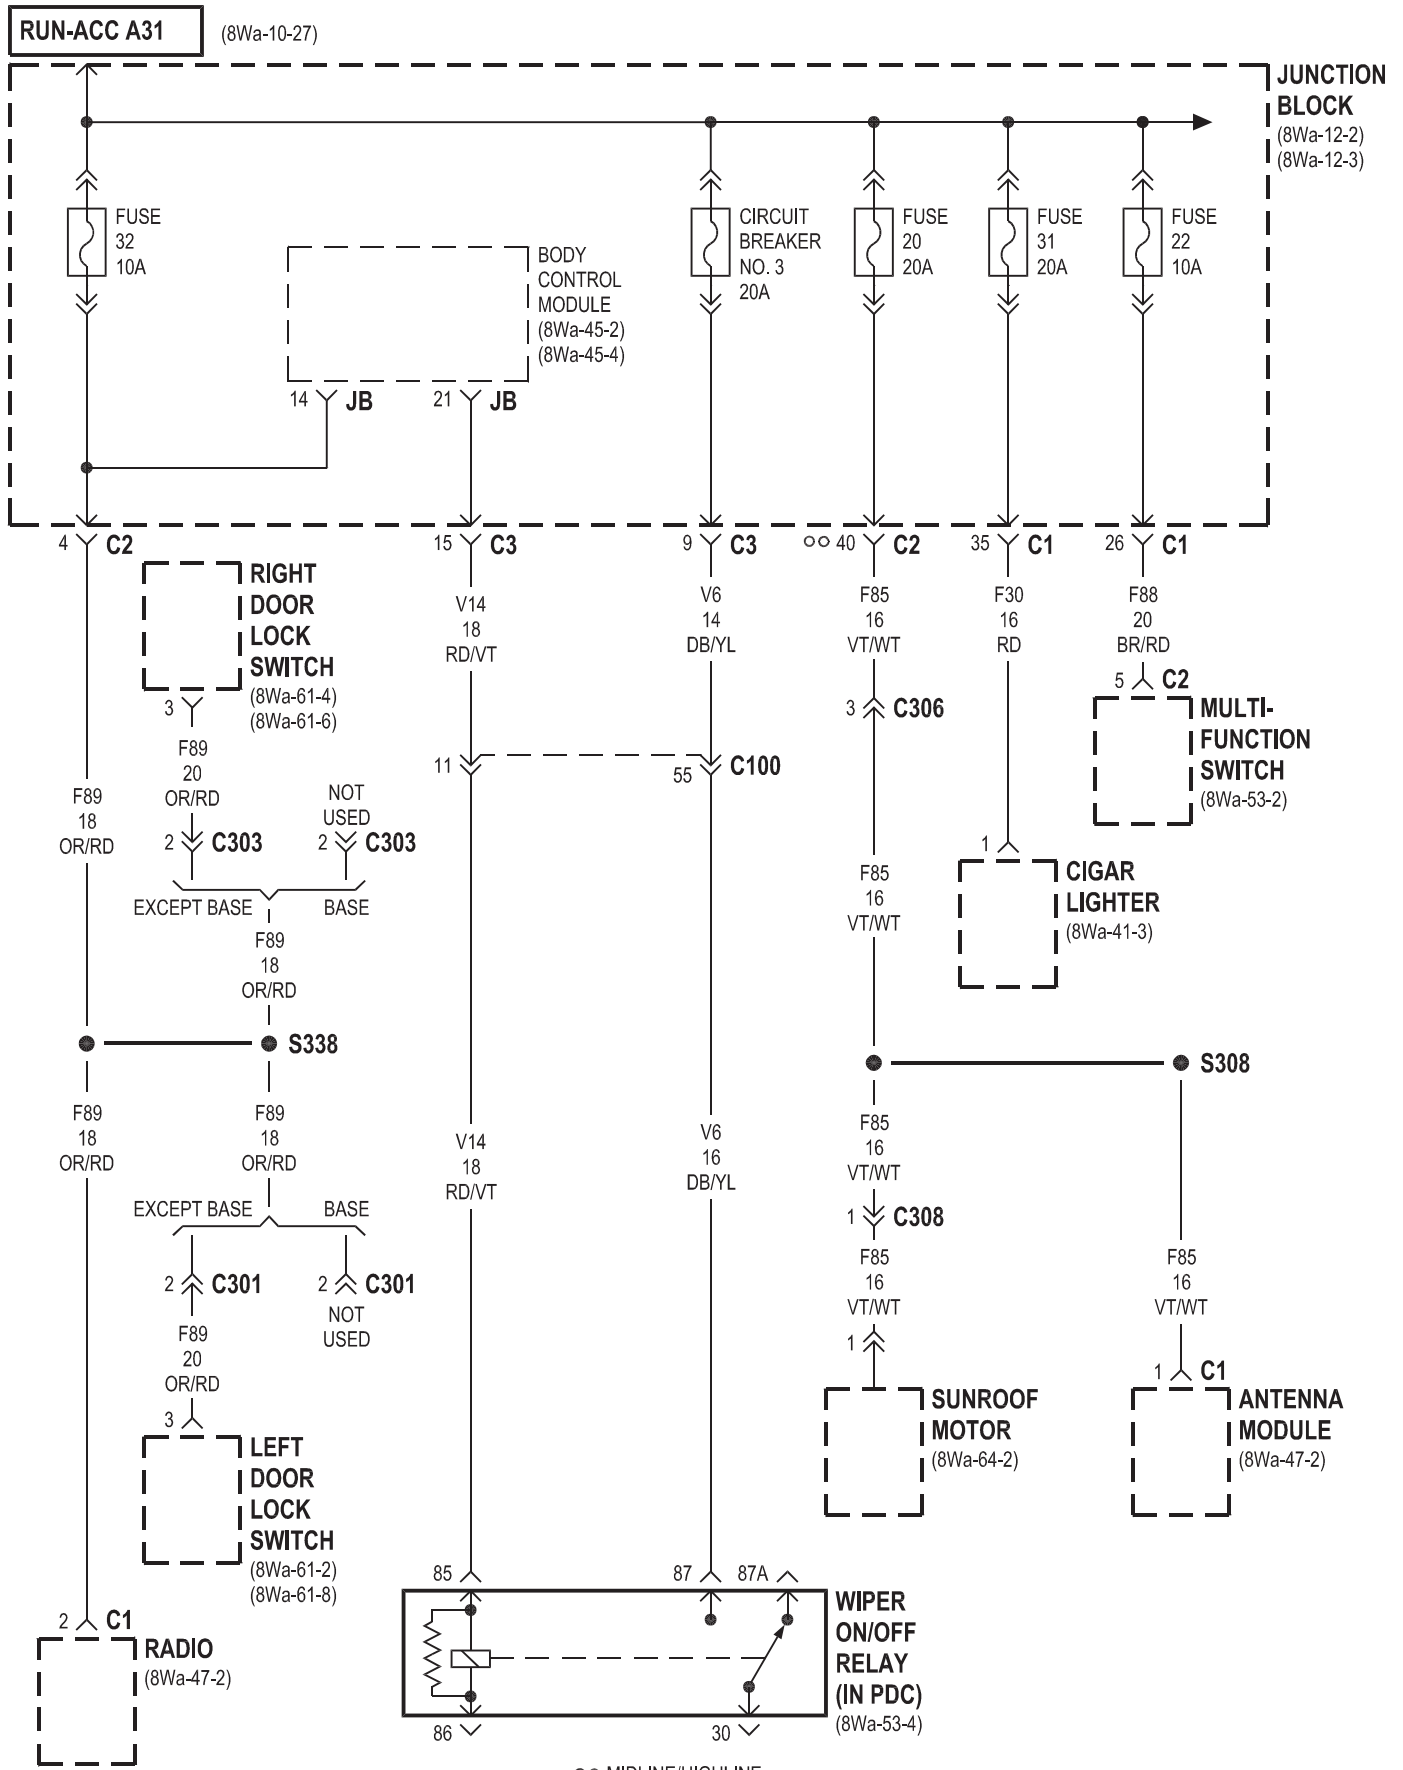 RUN-ACC A31
(8Wa-10-27)
JUNCTION
BLOCK
(8Wa-12-2)
(8Wa-12-3)
FUSE
32
10A
BODY
CONTROL
MODULE
(8Wa-45-2)
(8Wa-45-4)
CIRCUIT
BREAKER
NO. 3
20A
FUSE
20
20A
FUSE
31
20A
FUSE
22
10A
14 JB
21 JB
4 C2
15 C3
9 C3
40 C2
35 C1
26 C1
RIGHT
DOOR
LOCK
SWITCH
(8Wa-61-4)
(8Wa-61-6)
3
V14
18
RD/VT
V6
14
DB/YL
F85
16
VT/WT
F30
16
RD
F88
20
BR/RD
5 C2
MULTI-
FUNCTION
SWITCH
(8Wa-53-2)
3 C306
11
55 C100
F89
20
OR/RD
F89
18
OR/RD
NOT
USED
2 C303
2 C303
EXCEPT BASE
BASE
1
CIGAR
LIGHTER
(8Wa-41-3)
F85
16
VT/WT
F89
18
OR/RD
S338
S308
F89
18
OR/RD
F89
18
OR/RD
V14
18
RD/VT
V6
16
DB/YL
F85
16
VT/WT
EXCEPT BASE
BASE
1 C308
2 C301
2 C301
NOT
USED
F85
16
VT/WT
F85
16
VT/WT
F89
20
OR/RD
1
1 C1
3
SUNROOF
MOTOR
(8Wa-64-2)
ANTENNA
MODULE
(8Wa-47-2)
LEFT
DOOR
LOCK
SWITCH
(8Wa-61-2)
(8Wa-61-8)
85
87
87A
WIPER
ON/OFF
RELAY
(IN PDC)
(8Wa-53-4)
2 C1
RADIO
(8Wa-47-2)
86
30
MIDLINE/HIGHLINE